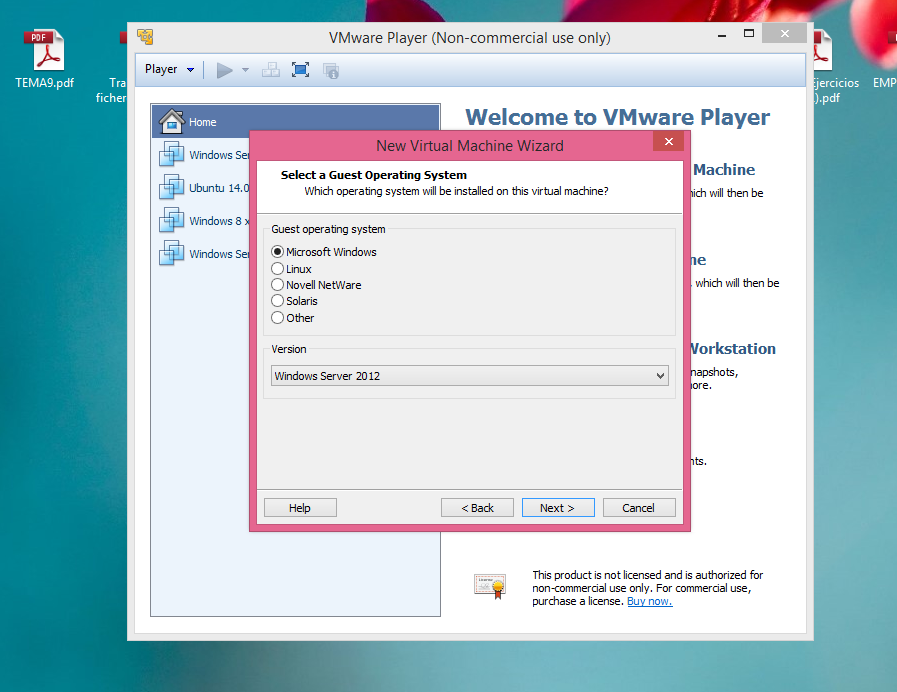 PDF
TEMA9.pdf
Tra
ficher
VMware Player (Non-commercial use only)
Player
Home
Windows Ser
Ubuntu 14.0
Windows 8 x
Windows Ser
Welcome to VMware Player
Machine
which will then be
ne
, which will then be
Workstation
napshots,
more.
nts.
New Virtual Machine Wizard
Select a Guest Operating System
Which operating system will be installed on this virtual machine?
Guest operating system
Microsoft Windows
Linux
Novell NetWare
Solaris
Other
Version
Windows Server 2012
Help
< Back
Next >
Cancel
This product is not licensed and is authorized for
non-commercial use only. For commercial use,
purchase a license. Buy now.
Ejercicios
).pdf
EMP